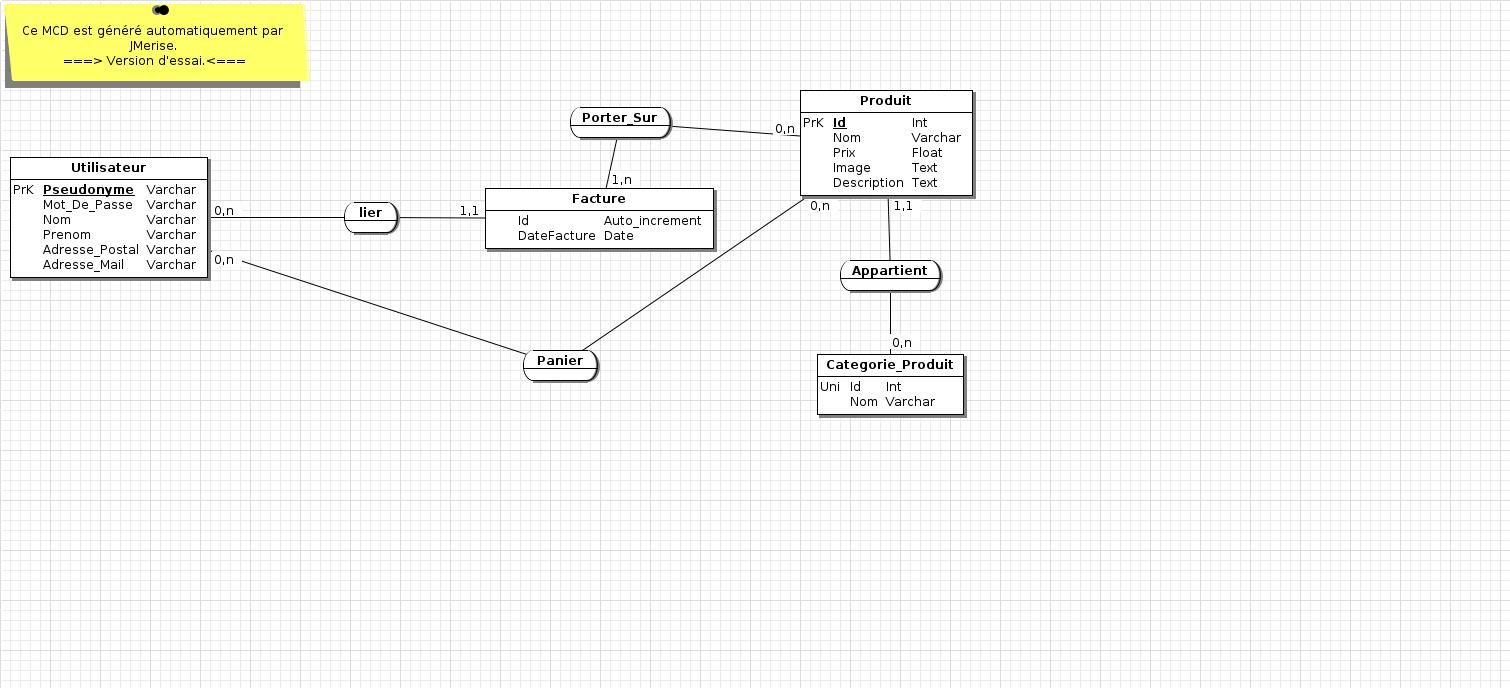 Ce MCD est généré automatiquement par
JMerise.
===> Version d'essai.<===
Porter_Sur
Produit
PrK Id Int
Nom Varchar
Prix Float
Image Text
Description Text
0,n
1,n
Utilisateur
PrK Pseudonyme Varchar
Mot_De_Passe Varchar
Nom Varchar
Prenom Varchar
Adresse_Postal Varchar
Adresse_Mail Varchar
0,n
lier
1,1
Facture
Id Auto_increment
DateFacture Date
0,n
1,1
0,n
Appartient
0,n
Panier
Categorie_Produit
Uni Id Int
Nom Varchar